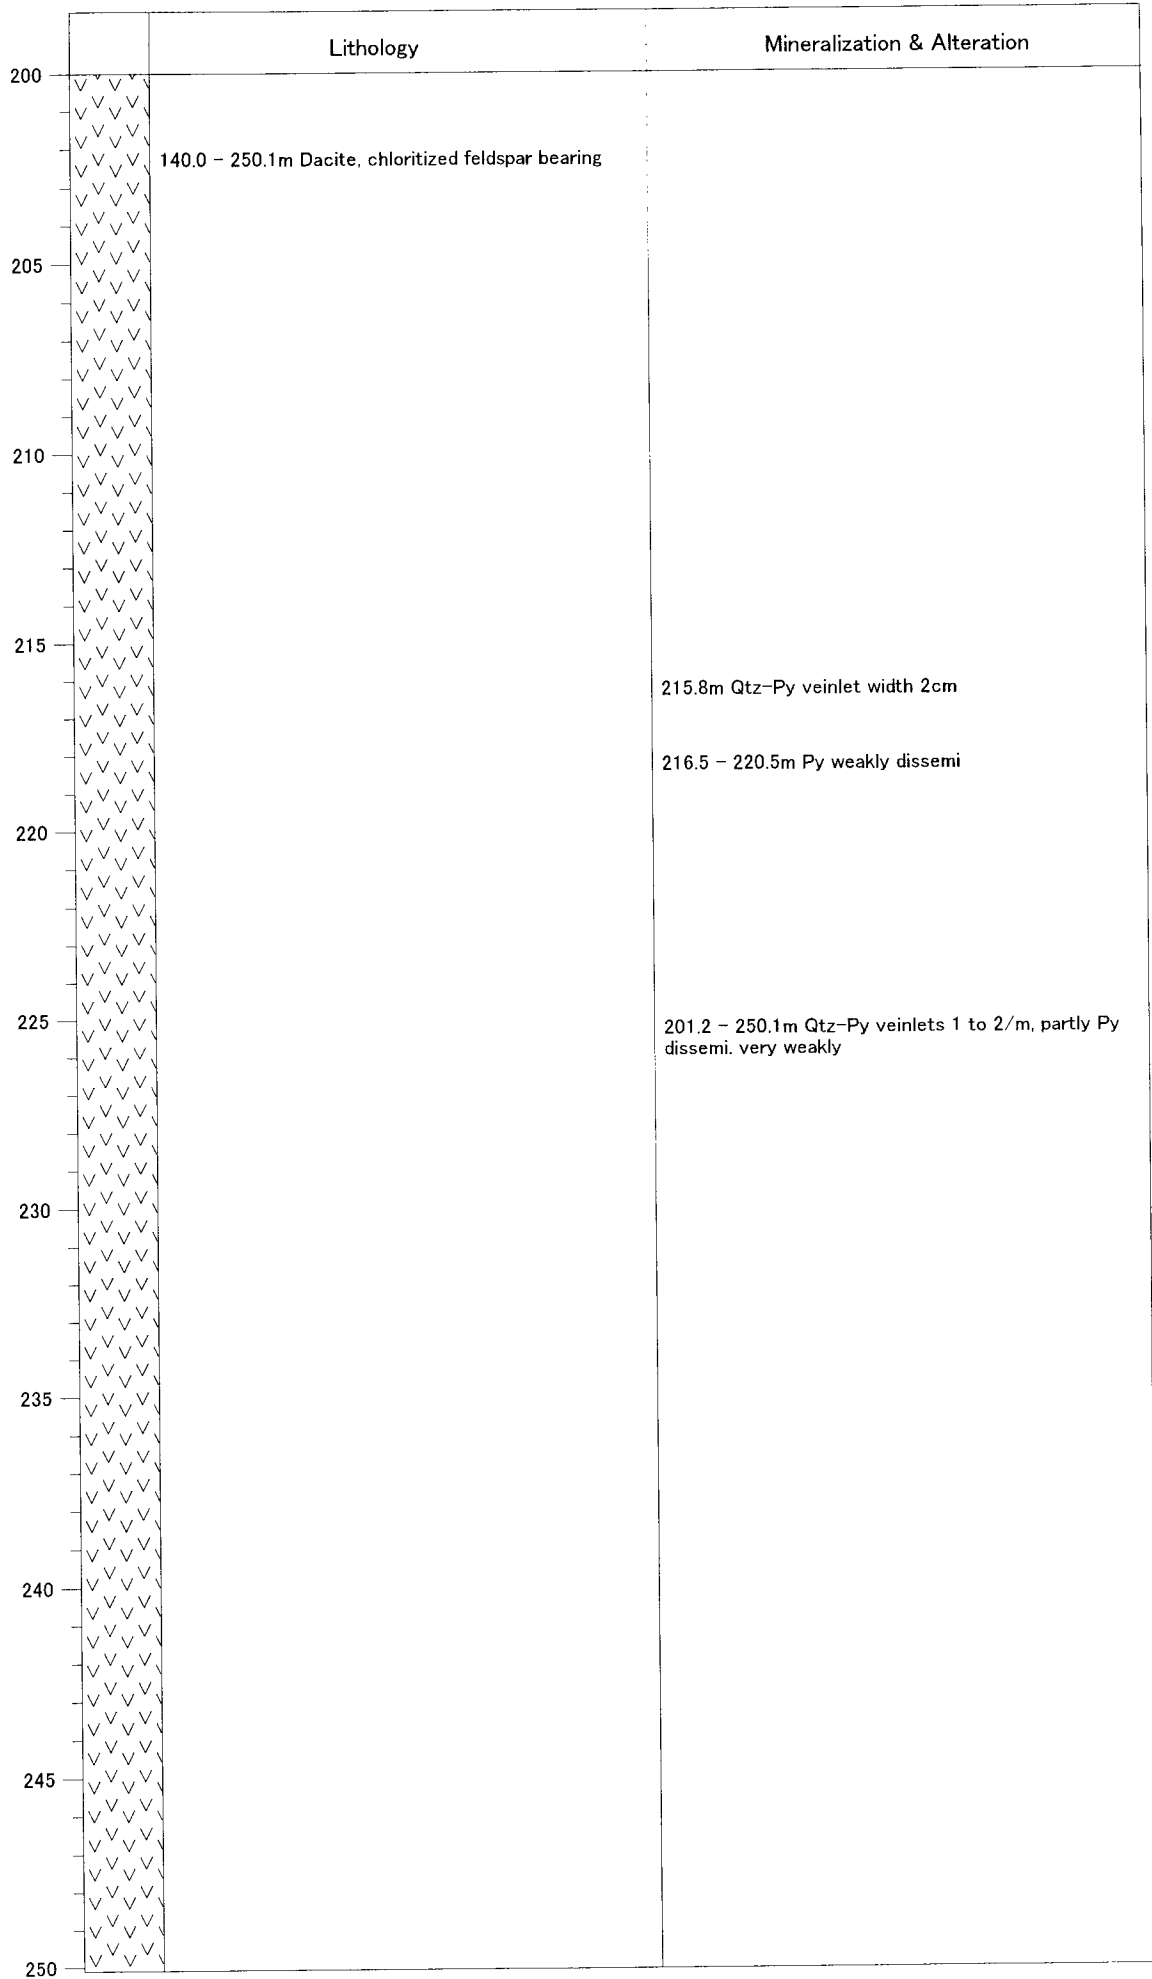 Lithology
Mineralization & Alteration
200
140.0 - 250.1m Dacite, chloritized feldspar bearing
205
210
215
215.8m Qtz-Py veinlet width 2cm
216.5 - 220.5m Py weakly dissemi
220
225
201.2 - 250.1m Qtz-Py veinlets 1 to 2/m, partly Py
dissemi. very weakly
230
235
240
245
250